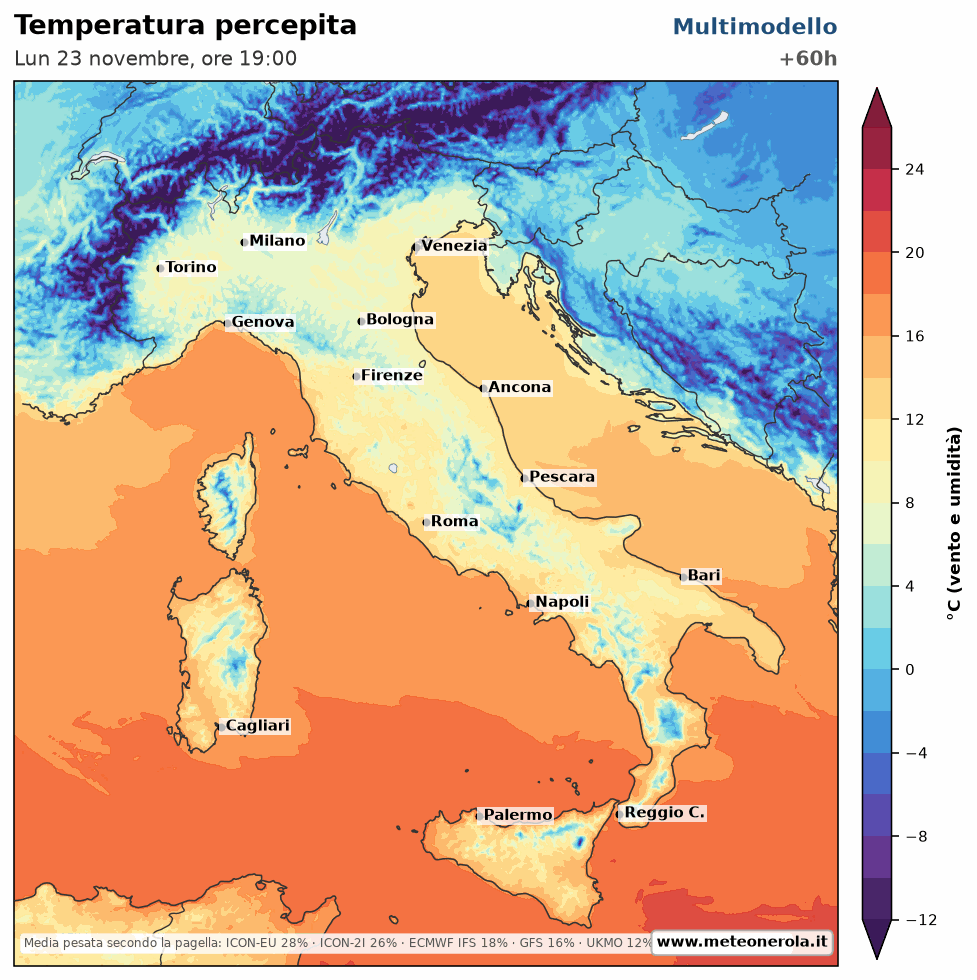 Temperatura percepita
Multimodello
Lun 23 novembre, ore 19:00
+60h
Milano
Venezia
Torino
Genova
Bologna
Firenze
Ancona
Pescara
Roma
Bari
Napoli
Cagliari
Palermo
Reggio C.
24
20
16
12
8
4
0
−4
−8
−12
°C (vento e umidità)
Media pesata secondo la pagella: ICON-EU 28% · ICON-2I 26% · ECMWF IFS 18% · GFS 16% · UKMO 12%
www.meteonerola.it